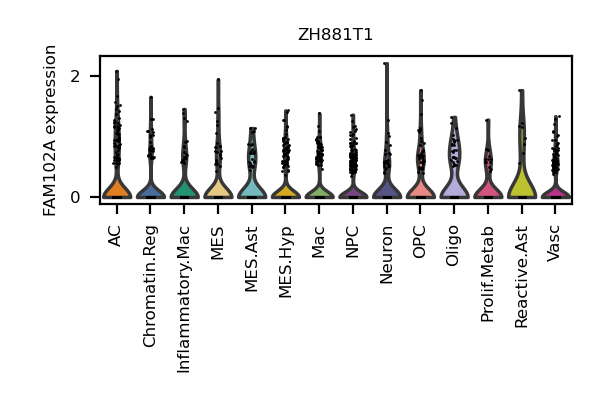 ZH881T1
FAM102A expression
2
0
AC
Chromatin.Reg
Inflammatory.Mac
MES
MES.Ast
MES.Hyp
Mac
NPC
Neuron
OPC
Oligo
Prolif.Metab
Reactive.Ast
Vasc